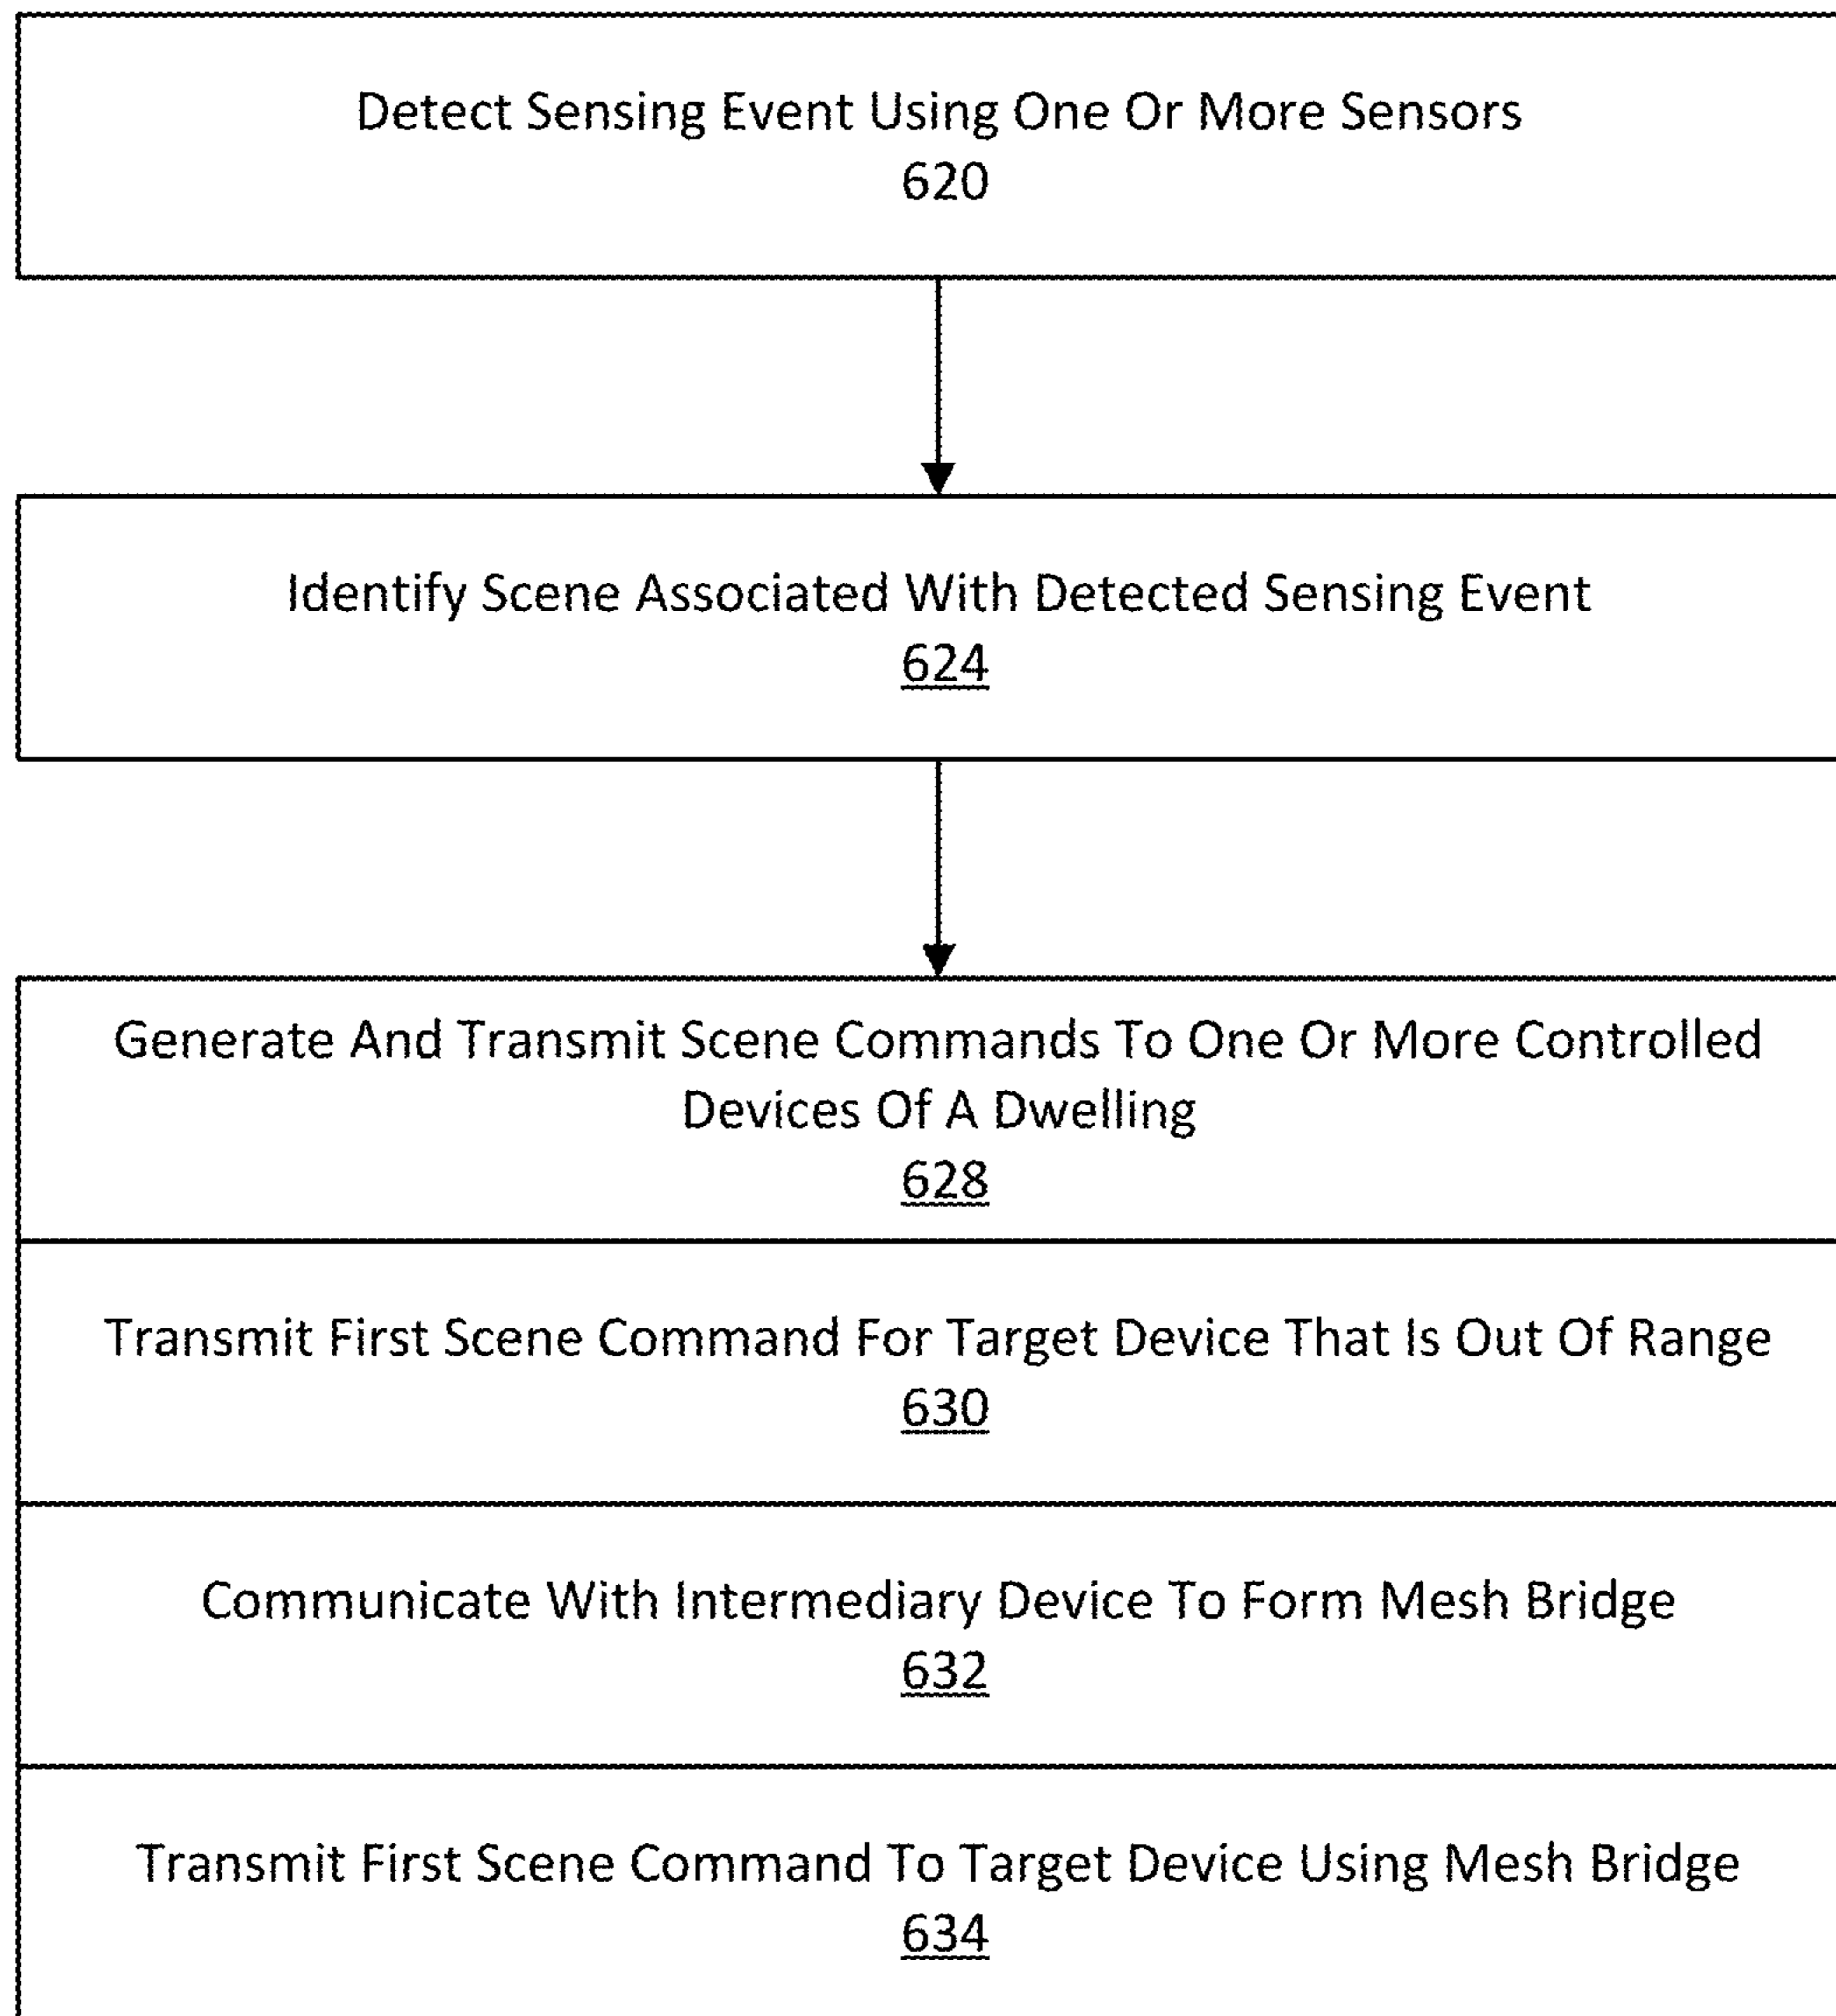 Detect Sensing Event Using One Or More Sensors
620
Identify Scene Associated With Detected Sensing Event
624
Generate And Transmit Scene Commands To One Or More Controlled
Devices Of A Dwelling
628
Transmit First Scene Command For Target Device That Is Out Of Range
630
Communicate With Intermediary Device To Form Mesh Bridge
632
Transmit First Scene Command To Target Device Using Mesh Bridge
634